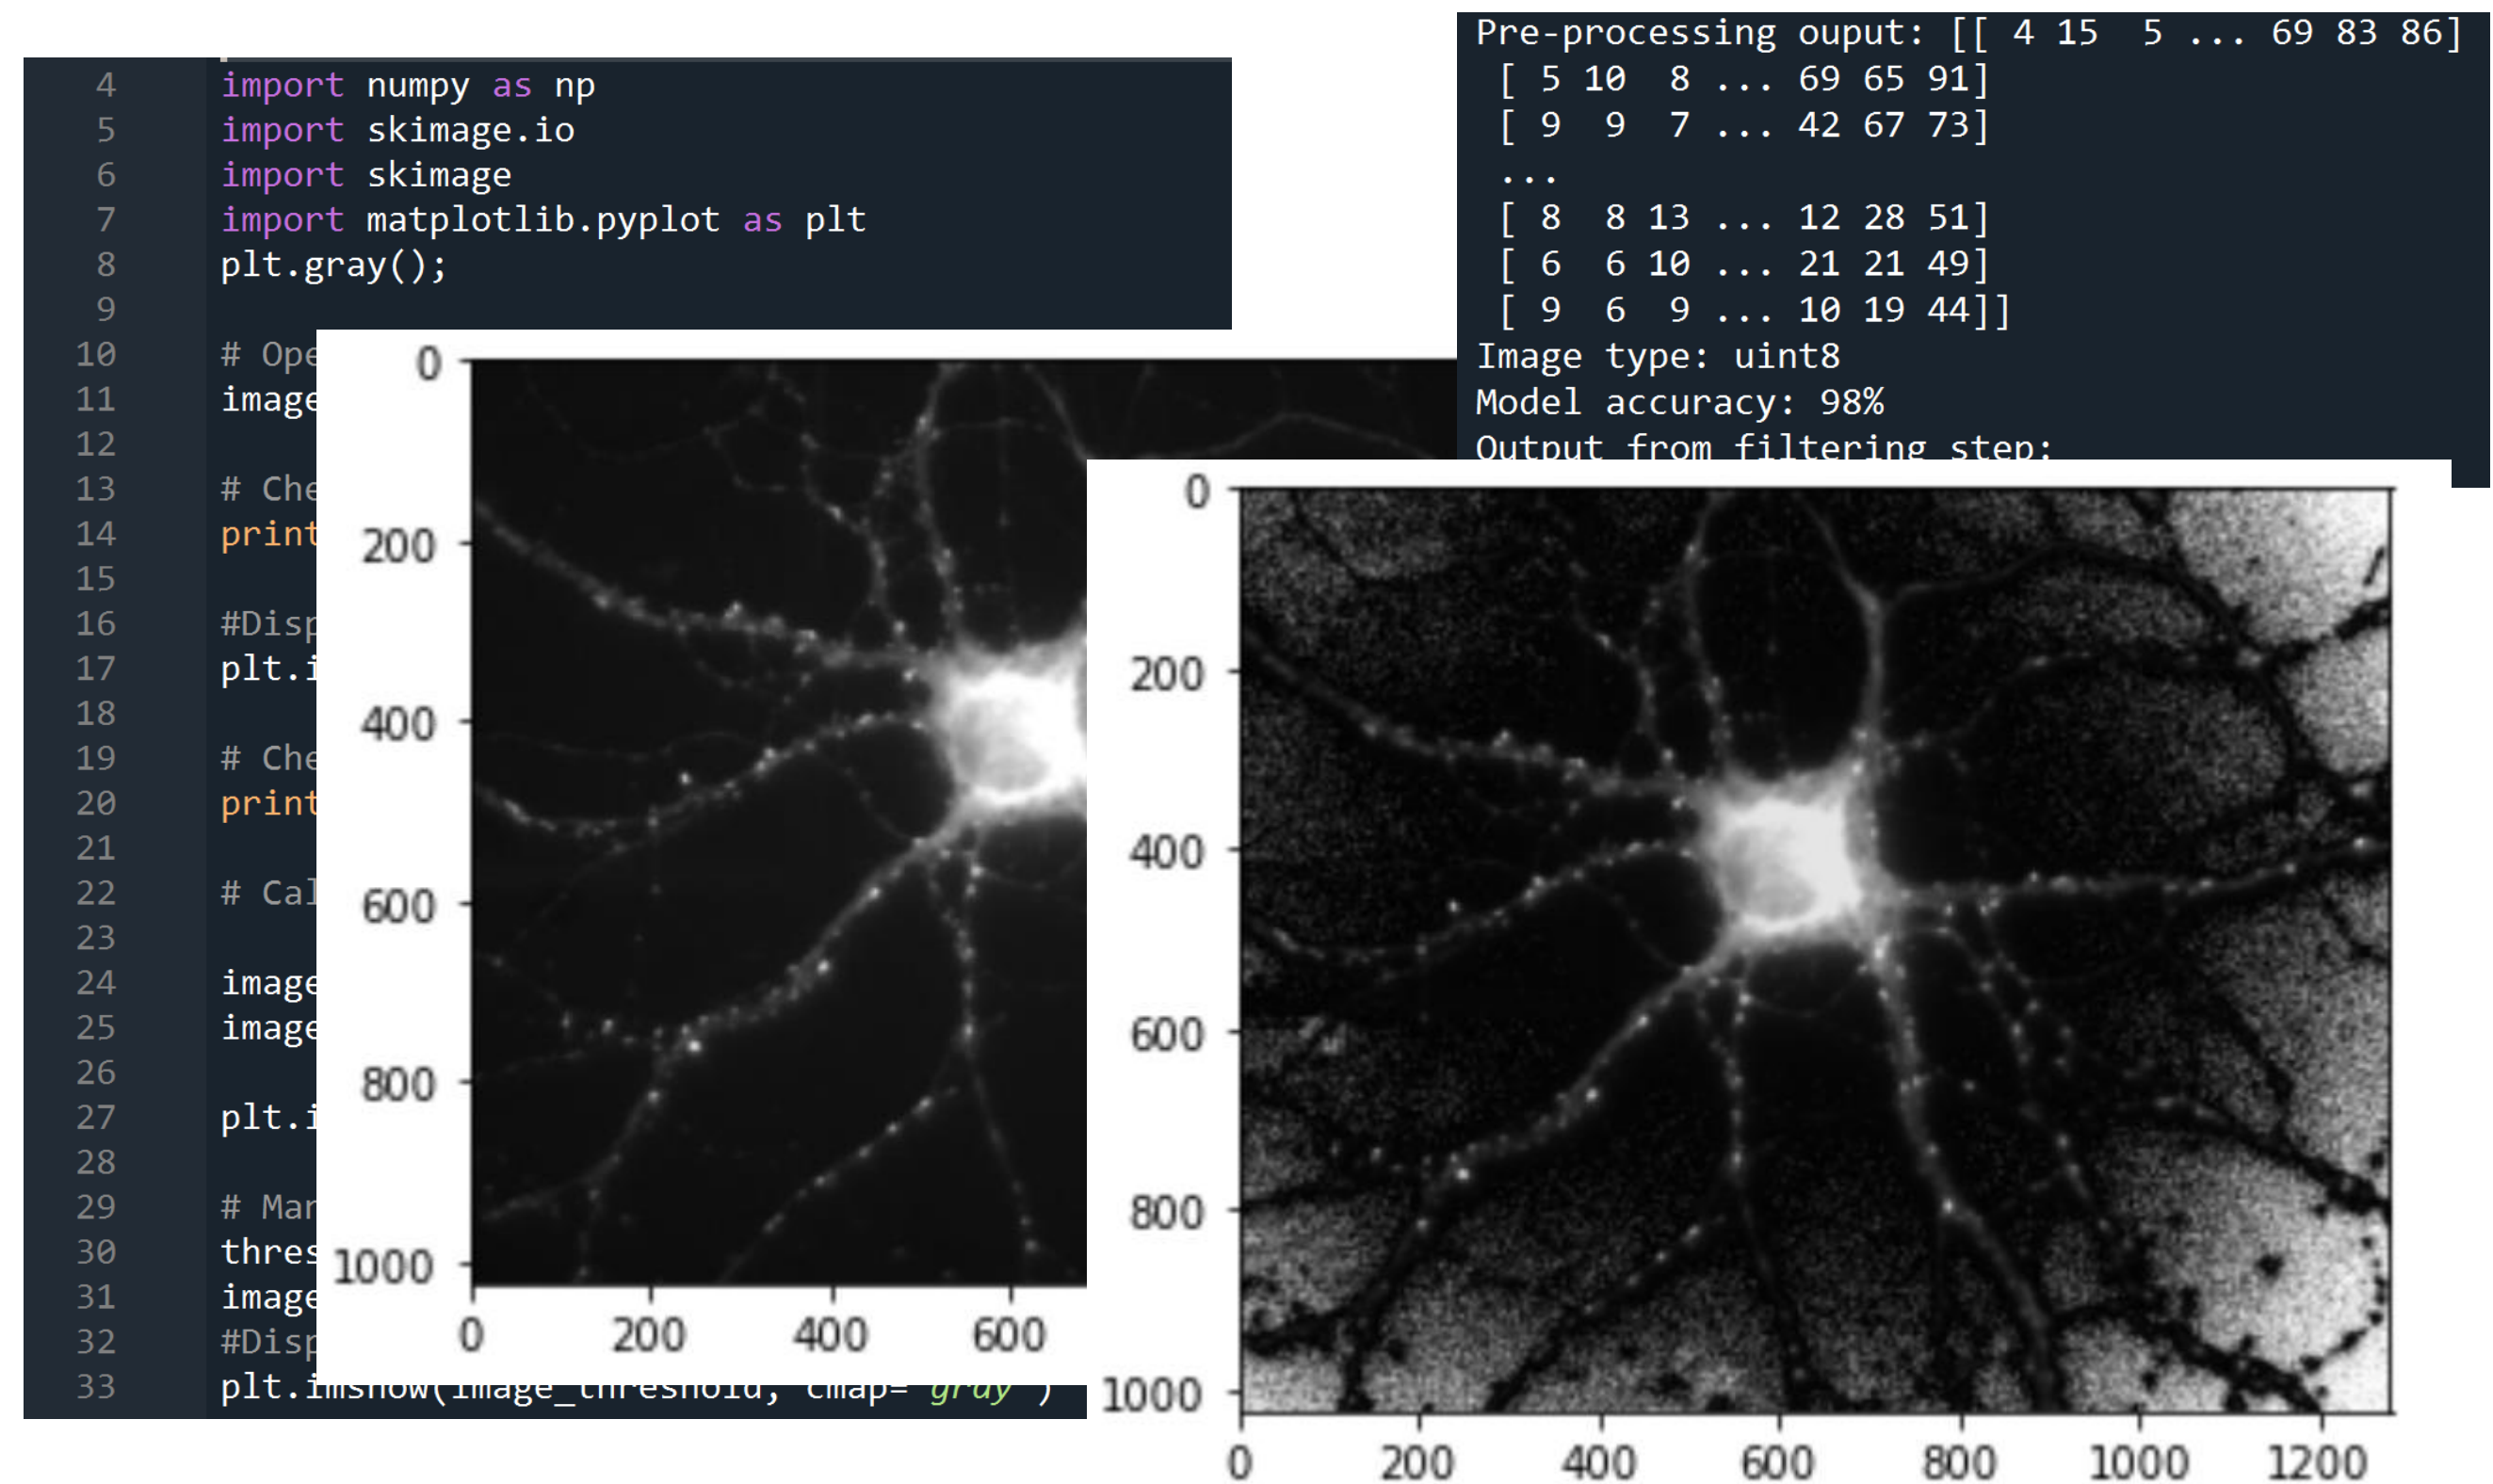 4 import numpy as np
5 import skimage.io
6 import skimage
7 import matplotlib.pyplot as plt
8 plt.gray();
9
10 # Ope
11 image
12
13 # Che
14 print
15
16 #Disp
17 plt.i
18
19 # Che
20 print
21
22 # Cal
23
24 image
25 image
26
27 plt.i
28
29 # Mar
30 thres
31 image
32 #Disp
33 plt.imshow(image_threshold, cmap= gray )
Pre-processing ouput: [[ 4 15 5 ... 69 83 86]
[ 5 10 8 ... 69 65 91]
[ 9 9 7 ... 42 67 73]
...
[ 8 8 13 ... 12 28 51]
[ 6 6 10 ... 21 21 49]
[ 9 6 9 ... 10 19 44]]
Image type: uint8
Model accuracy: 98%
Output from filtering step:
0
200
400
600
800
1000
0 200 400 600
0
200
400
600
800
1000
0 200 400 600 800 1000 1200